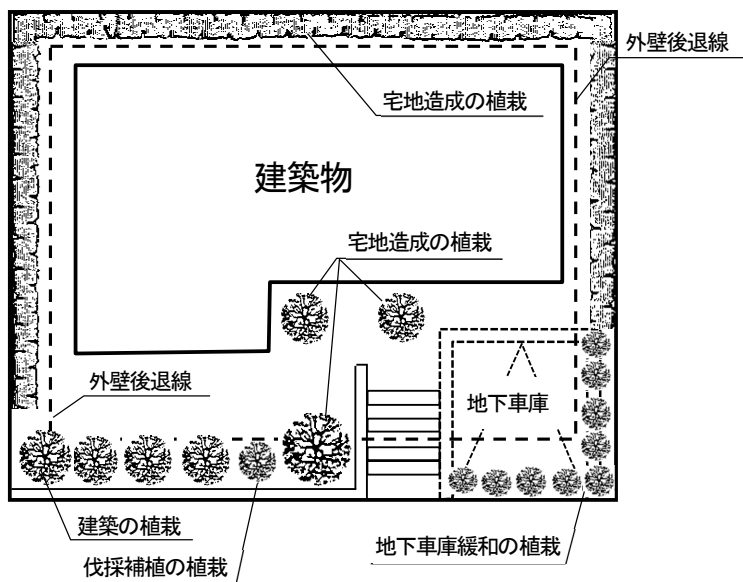 外壁後退線
宅地造成の植栽
建築物
宅地造成の植栽
外壁後退線
地下車庫
建築の植栽
地下車庫緩和の植栽
伐採補植の植栽